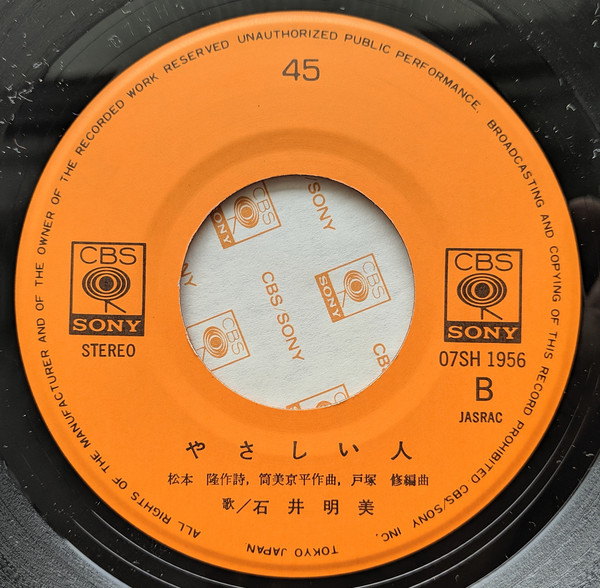 ALL RIGHTS OF THE MANUFACTURER AND OF THE OWNER OF THE RECORDED WORK RESERVED UNAUTHORIZED PUBLIC PERFORMANCE, BROADCASTING AND COPYING OF THIS RECORD PROHIBITED CBS/SONY INC.
TOKYO JAPAN.
45
CBS
SONY
STEREO
CBS
SONY
07SH 1956
B
JASRAC
SONY
SONY
CBS/SONY
SONY
SONY
CBS
やさしい人
松本 隆作詩, 筒美京平作曲, 戸塚 修編曲
歌/石井明美